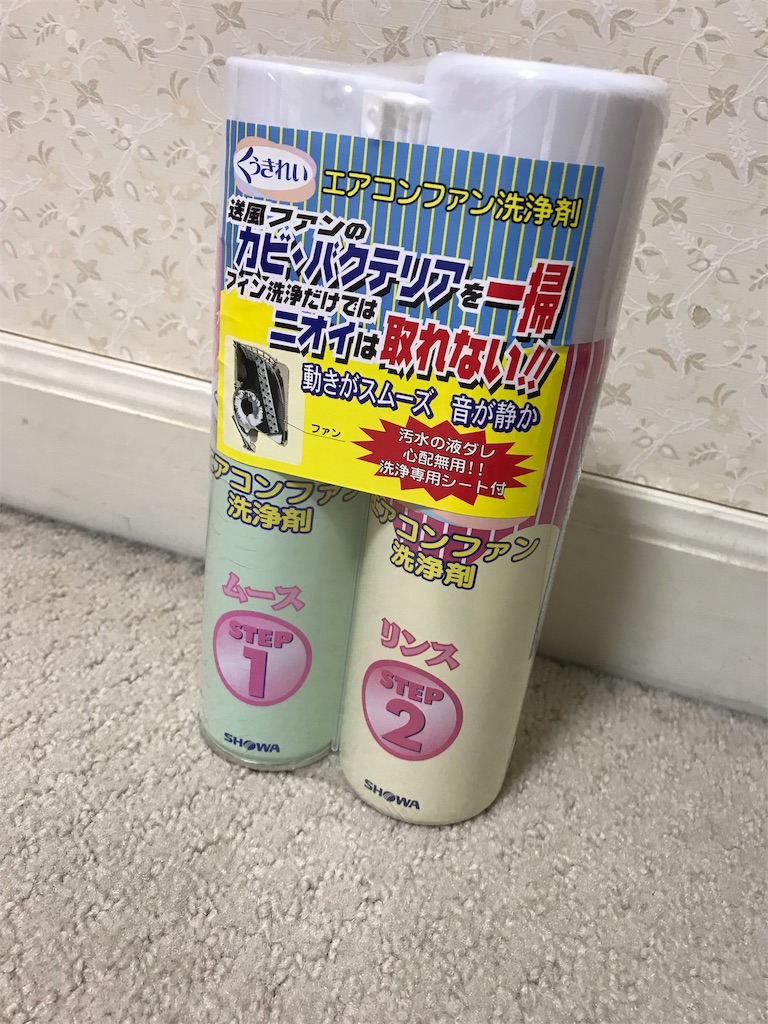 くうきれい
エアコンファン洗浄剤
送風ファンの
カビ・バクテリアを一掃
フィン洗浄だけでは
ニオイは取れない!!
動きがスムーズ 音が静か
ファン
汚水の液ダレ
心配無用!!
洗浄専用シート付
エアコンファン
洗浄剤
ムース
STEP
1
SHOWA
エアコンファン
洗浄剤
リンス
STEP
2
SHOWA